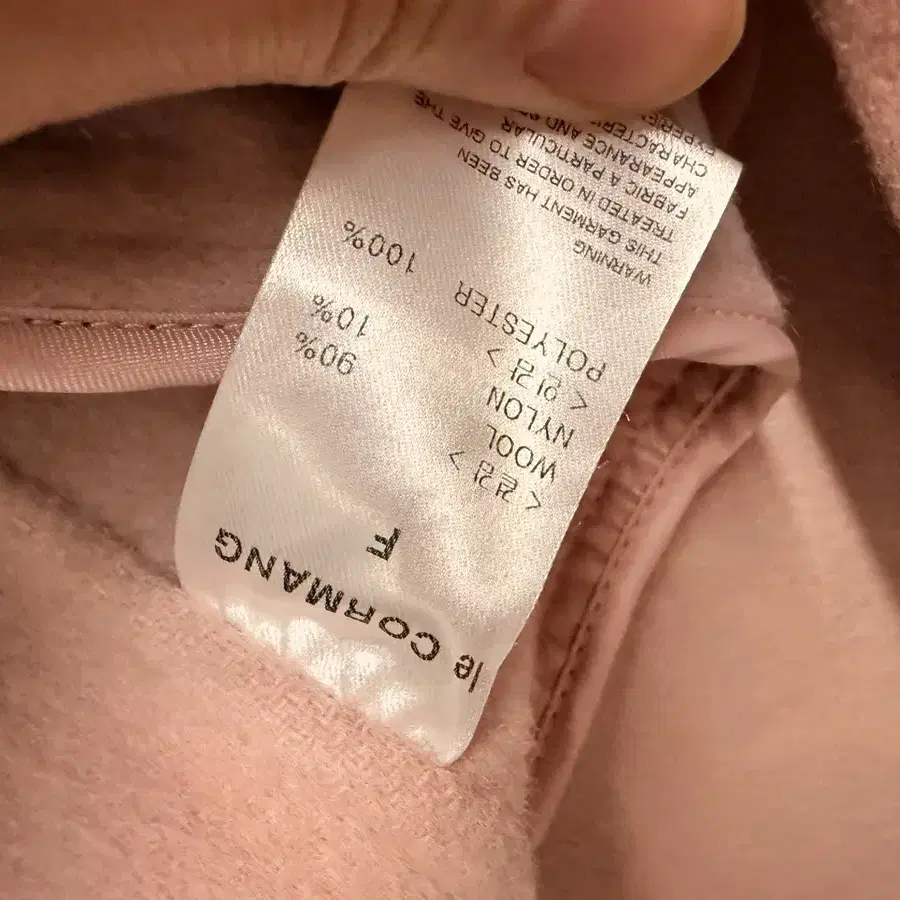 le CORMANG
F
< 겉감 >
WOOL 90%
NYLON 10%
< 안감 >
POLYESTER 100%
WARNING
THIS GARMENT HAS BEEN
TREATED IN ORDER TO GIVE THE
FABRIC A PARTICULAR
APPEARANCE AND